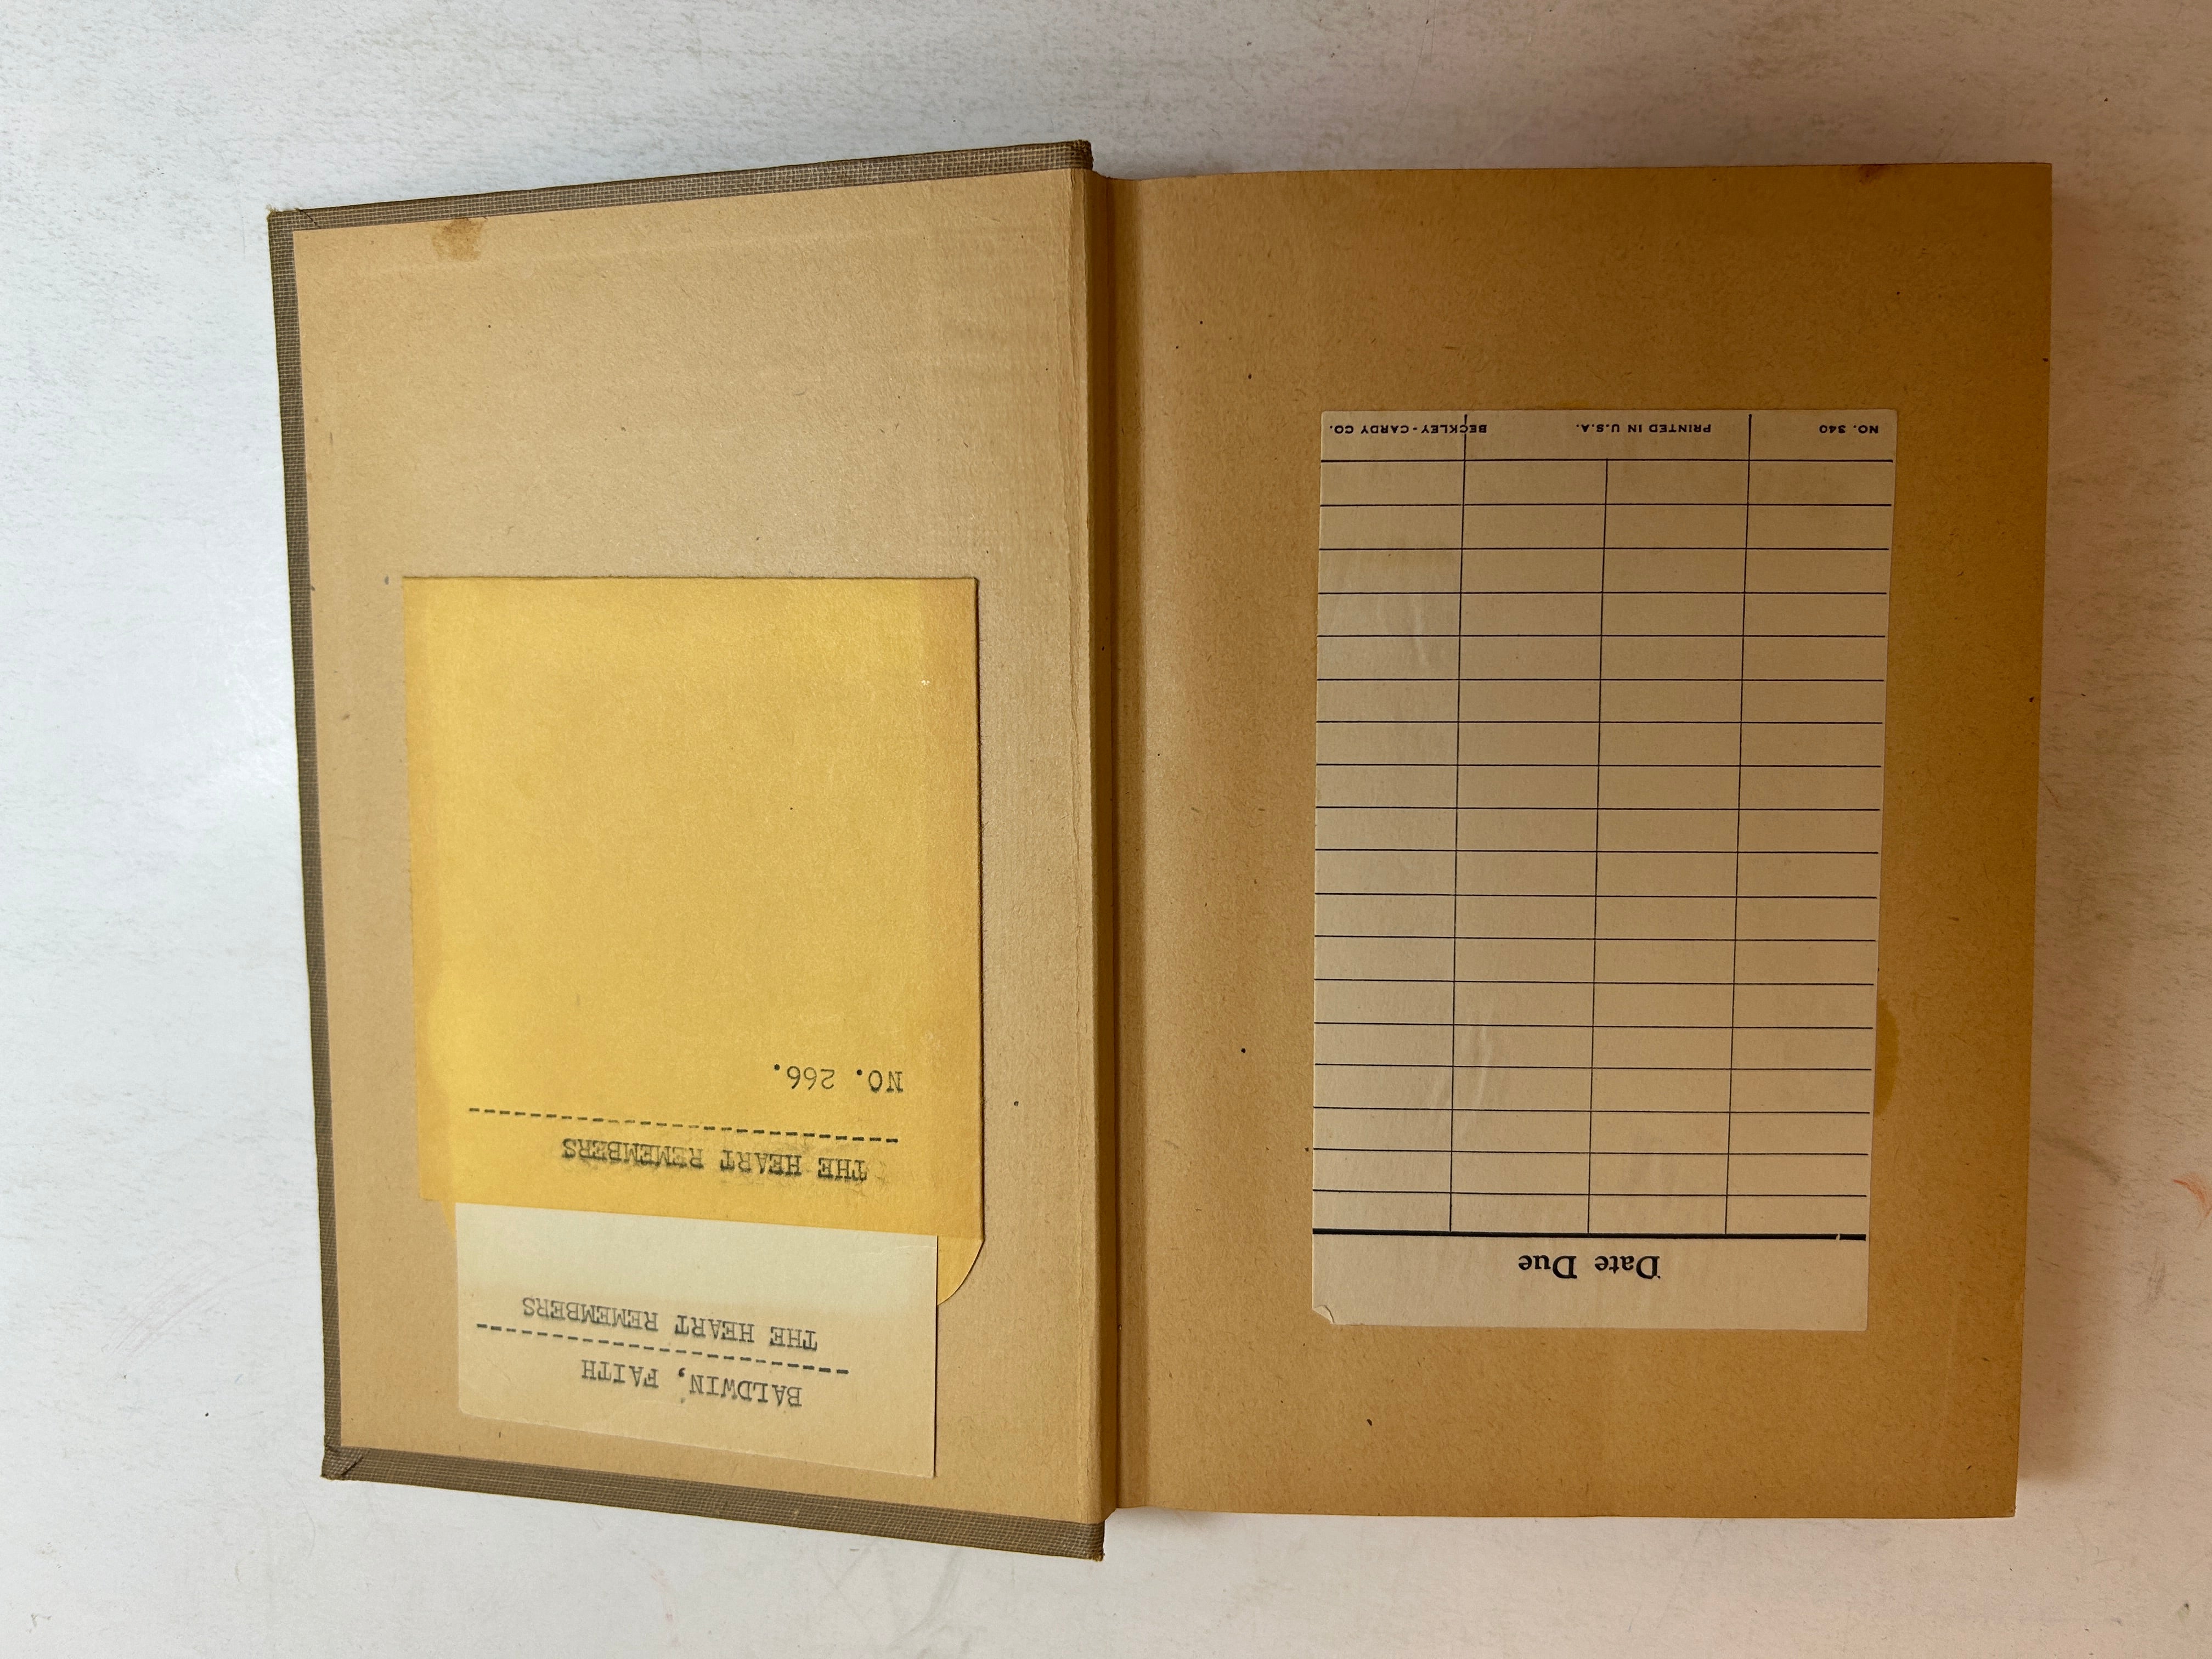 Date Due
NO. 340
PRINTED IN U.S.A.
BECKLEY-CARDY CO.
BALDWIN, FAITH
--------------------------
THE HEART REMEMBERS
THE HEART REMEMBERS
------------------------------
NO. 266.